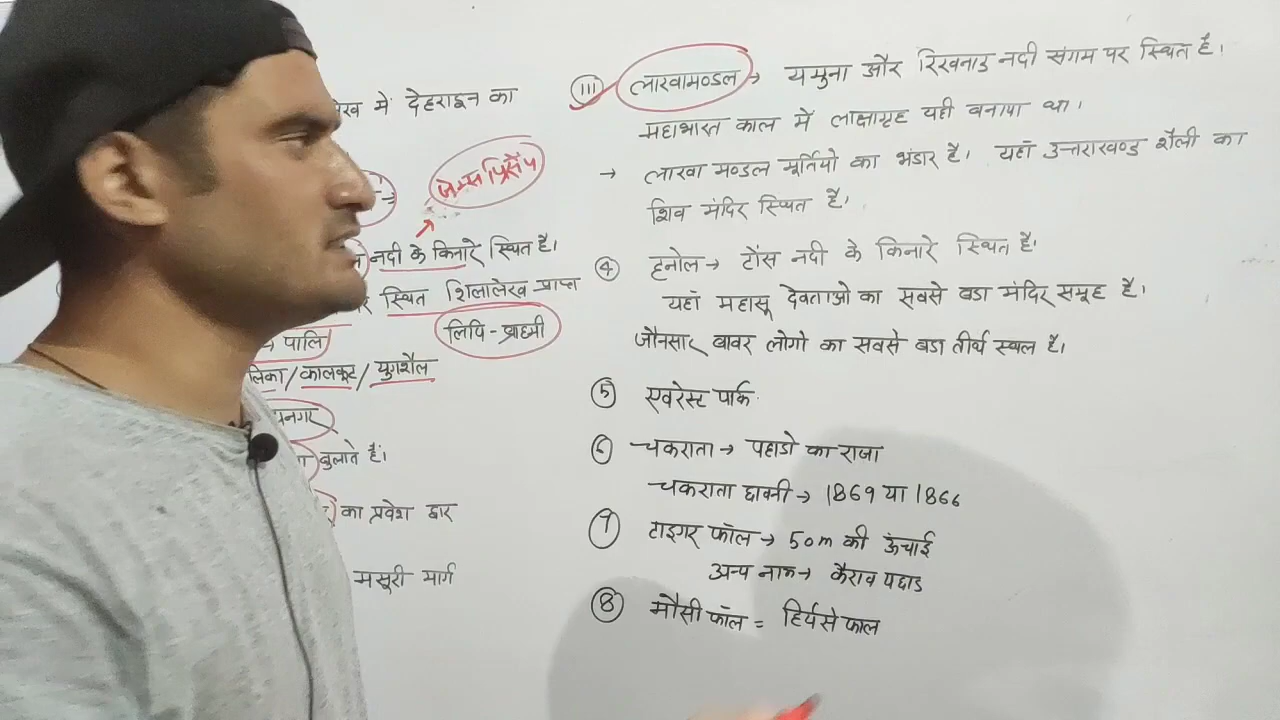 में देहरादून का
जेम्स प्रिंसेप
नदी के किनारे स्थित है।
स्थित शिलालेख प्राप्त
पालि
लिपि - ब्राह्मी
/ कालकूट / युगशैल
बुलाते हैं।
का प्रवेश द्वार
मसूरी मार्ग
III लाखामण्डल → यमुना और रिखनाड नदी संगम पर स्थित है।
महाभारत काल में लाक्षागृह यही बनाया था।
→ लाखा मण्डल मूर्तियो का भंडार है। यहाँ उत्तराखण्ड शैली का
शिव मंदिर स्थित है।
4 हनोल → टौंस नदी के किनारे स्थित है।
यहाँ महासू देवताओ का सबसे बडा मंदिर समूह है।
जौनसार बावर लोगो का सबसे बडा तीर्थ स्थल है।
5 एवरेस्ट पार्क
6 चकराता → पहाडो का राजा
चकराता छावनी → 1869 या 1866
7 टाइगर फॉल → 50m की ऊंचाई
अन्य नाम → कैराव पछाड
8 मौसी फॉल = हिर्यसे फाल